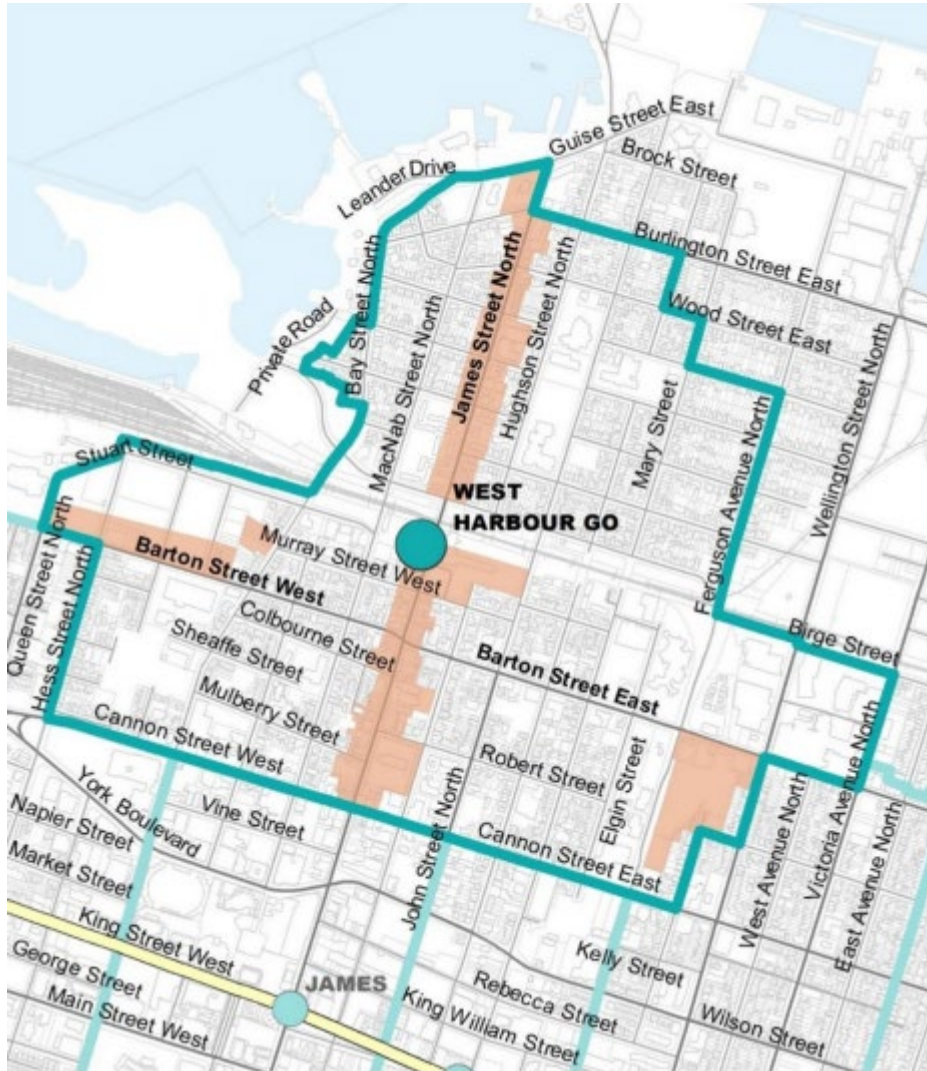 Guise Street East
Brock Street
Leander Drive
Burlington Street East
Bay Street North
James Street North
Hughson Street North
Wood Street East
Private Road
MacNab Street North
Mary Street
Ferguson Avenue North
Wellington Street North
Stuart Street
WEST
HARBOUR GO
Murray Street West
Barton Street West
Queen Street North
Hess Street North
Colbourne Street
Sheaffe Street
Mulberry Street
Birge Street
Barton Street East
Cannon Street West
Robert Street
Elgin Street
West Avenue North
Victoria Avenue North
East Avenue North
York Boulevard
Vine Street
Napier Street
Market Street
John Street North
Cannon Street East
King Street West
George Street
Main Street West
JAMES
Kelly Street
Rebecca Street
King William Street
Wilson Street